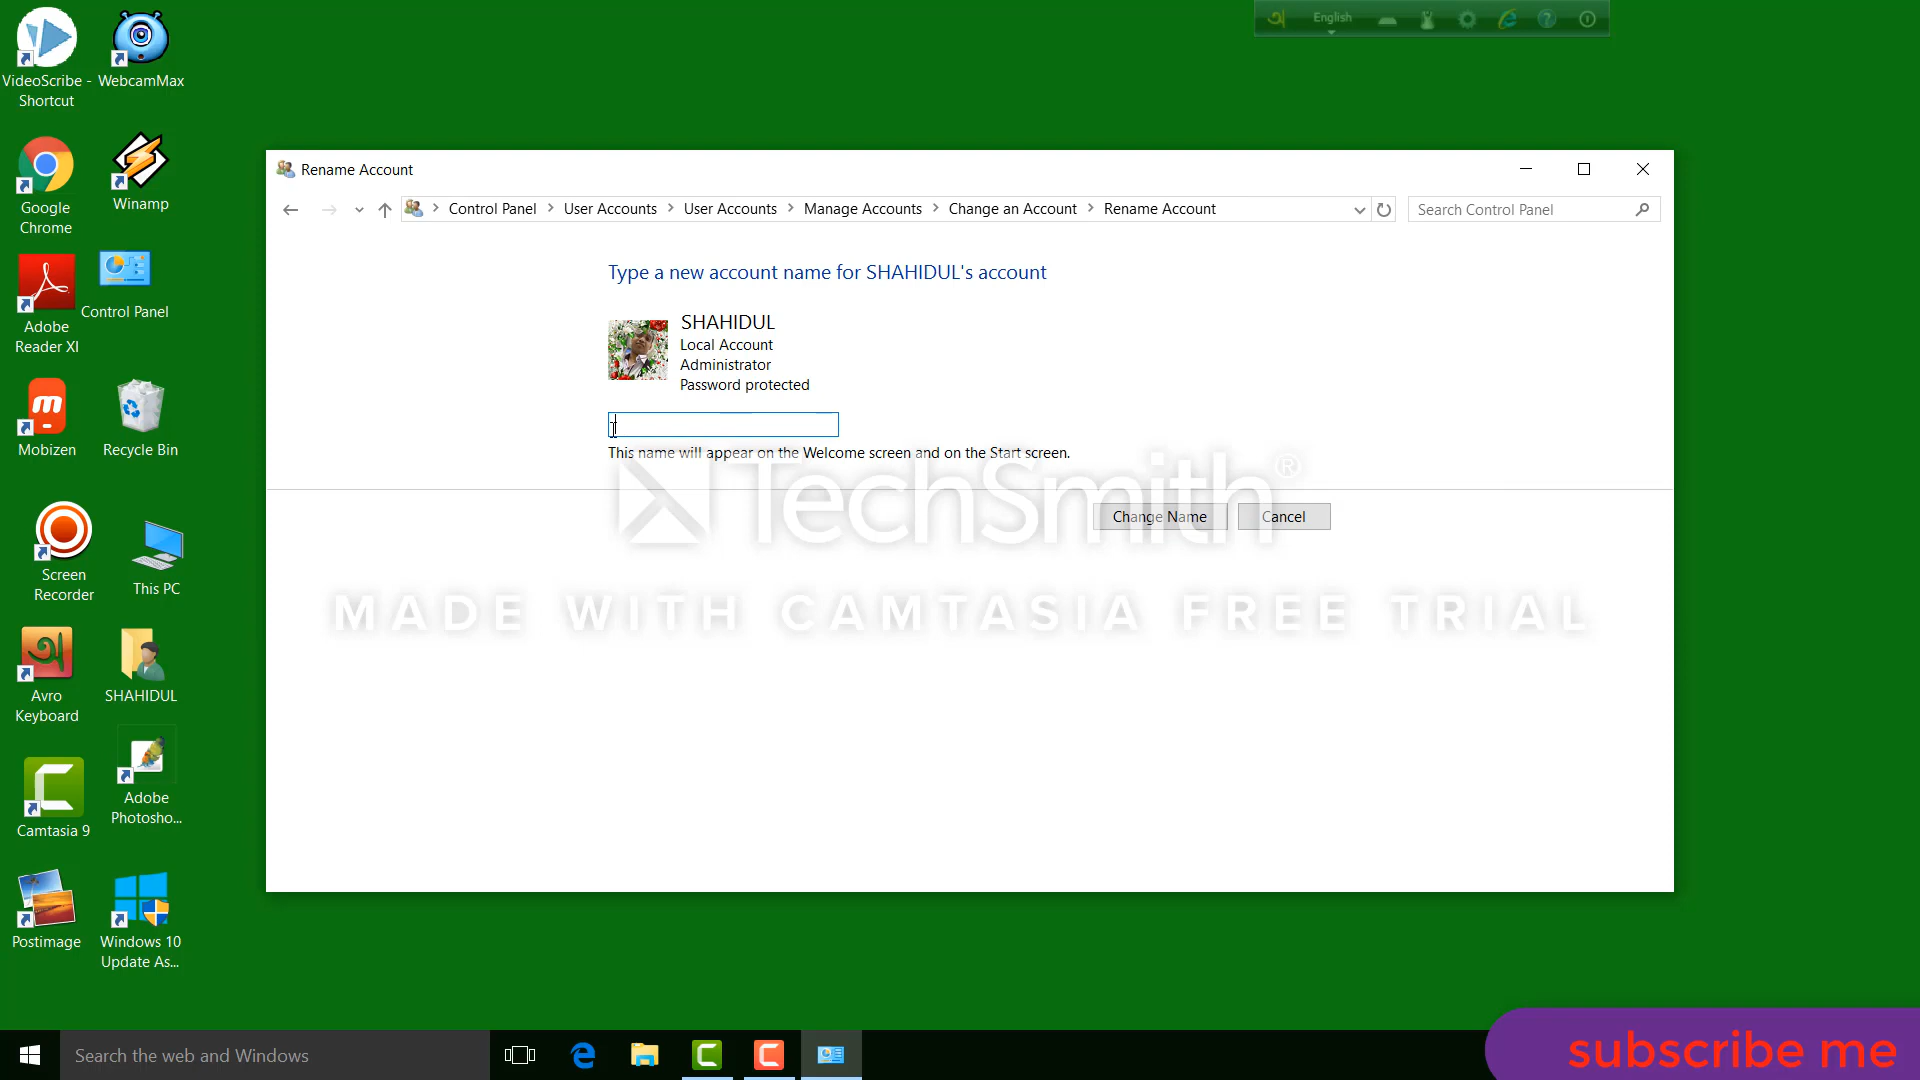 VideoScribe -
Shortcut
WebcamMax
Google
Chrome
Winamp
Adobe
Reader XI
Control Panel
Mobizen
Recycle Bin
Screen
Recorder
This PC
অ
Avro
Keyboard
SHAHIDUL
Camtasia 9
Adobe
Photosho...
Postimage
Windows 10
Update As...
English
Rename Account
Control Panel > User Accounts > User Accounts > Manage Accounts > Change an Account > Rename Account
Search Control Panel
Type a new account name for SHAHIDUL's account
SHAHIDUL
Local Account
Administrator
Password protected
This name will appear on the Welcome screen and on the Start screen.
TechSmith®
Change Name
Cancel
MADE WITH CAMTASIA FREE TRIAL
Search the web and Windows
subscribe me